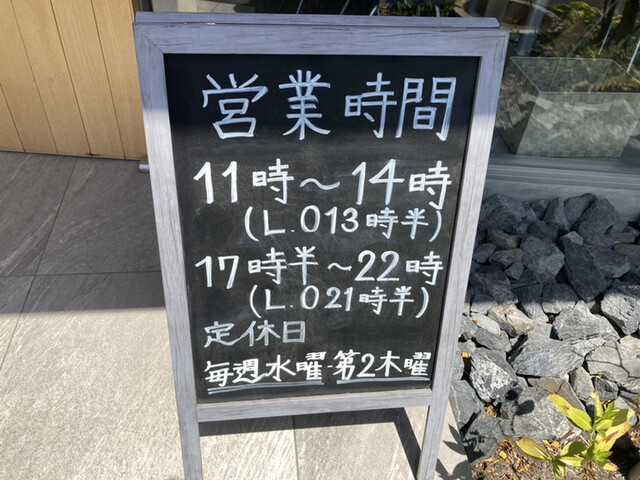 営業時間
11時～14時
(L.O13時半)
17時半～22時
(L.O21時半)
定休日
毎週水曜・第2木曜